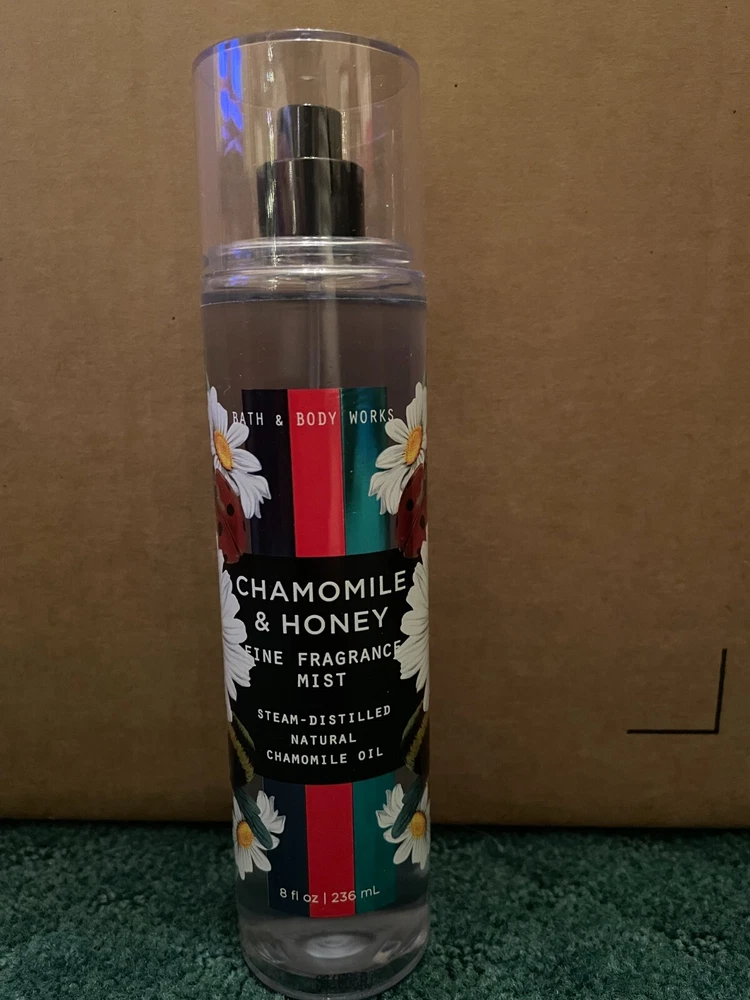 BATH & BODY WORKS
CHAMOMILE
& HONEY
FINE FRAGRANCE
MIST
STEAM-DISTILLED
NATURAL
CHAMOMILE OIL
8 fl oz | 236 mL